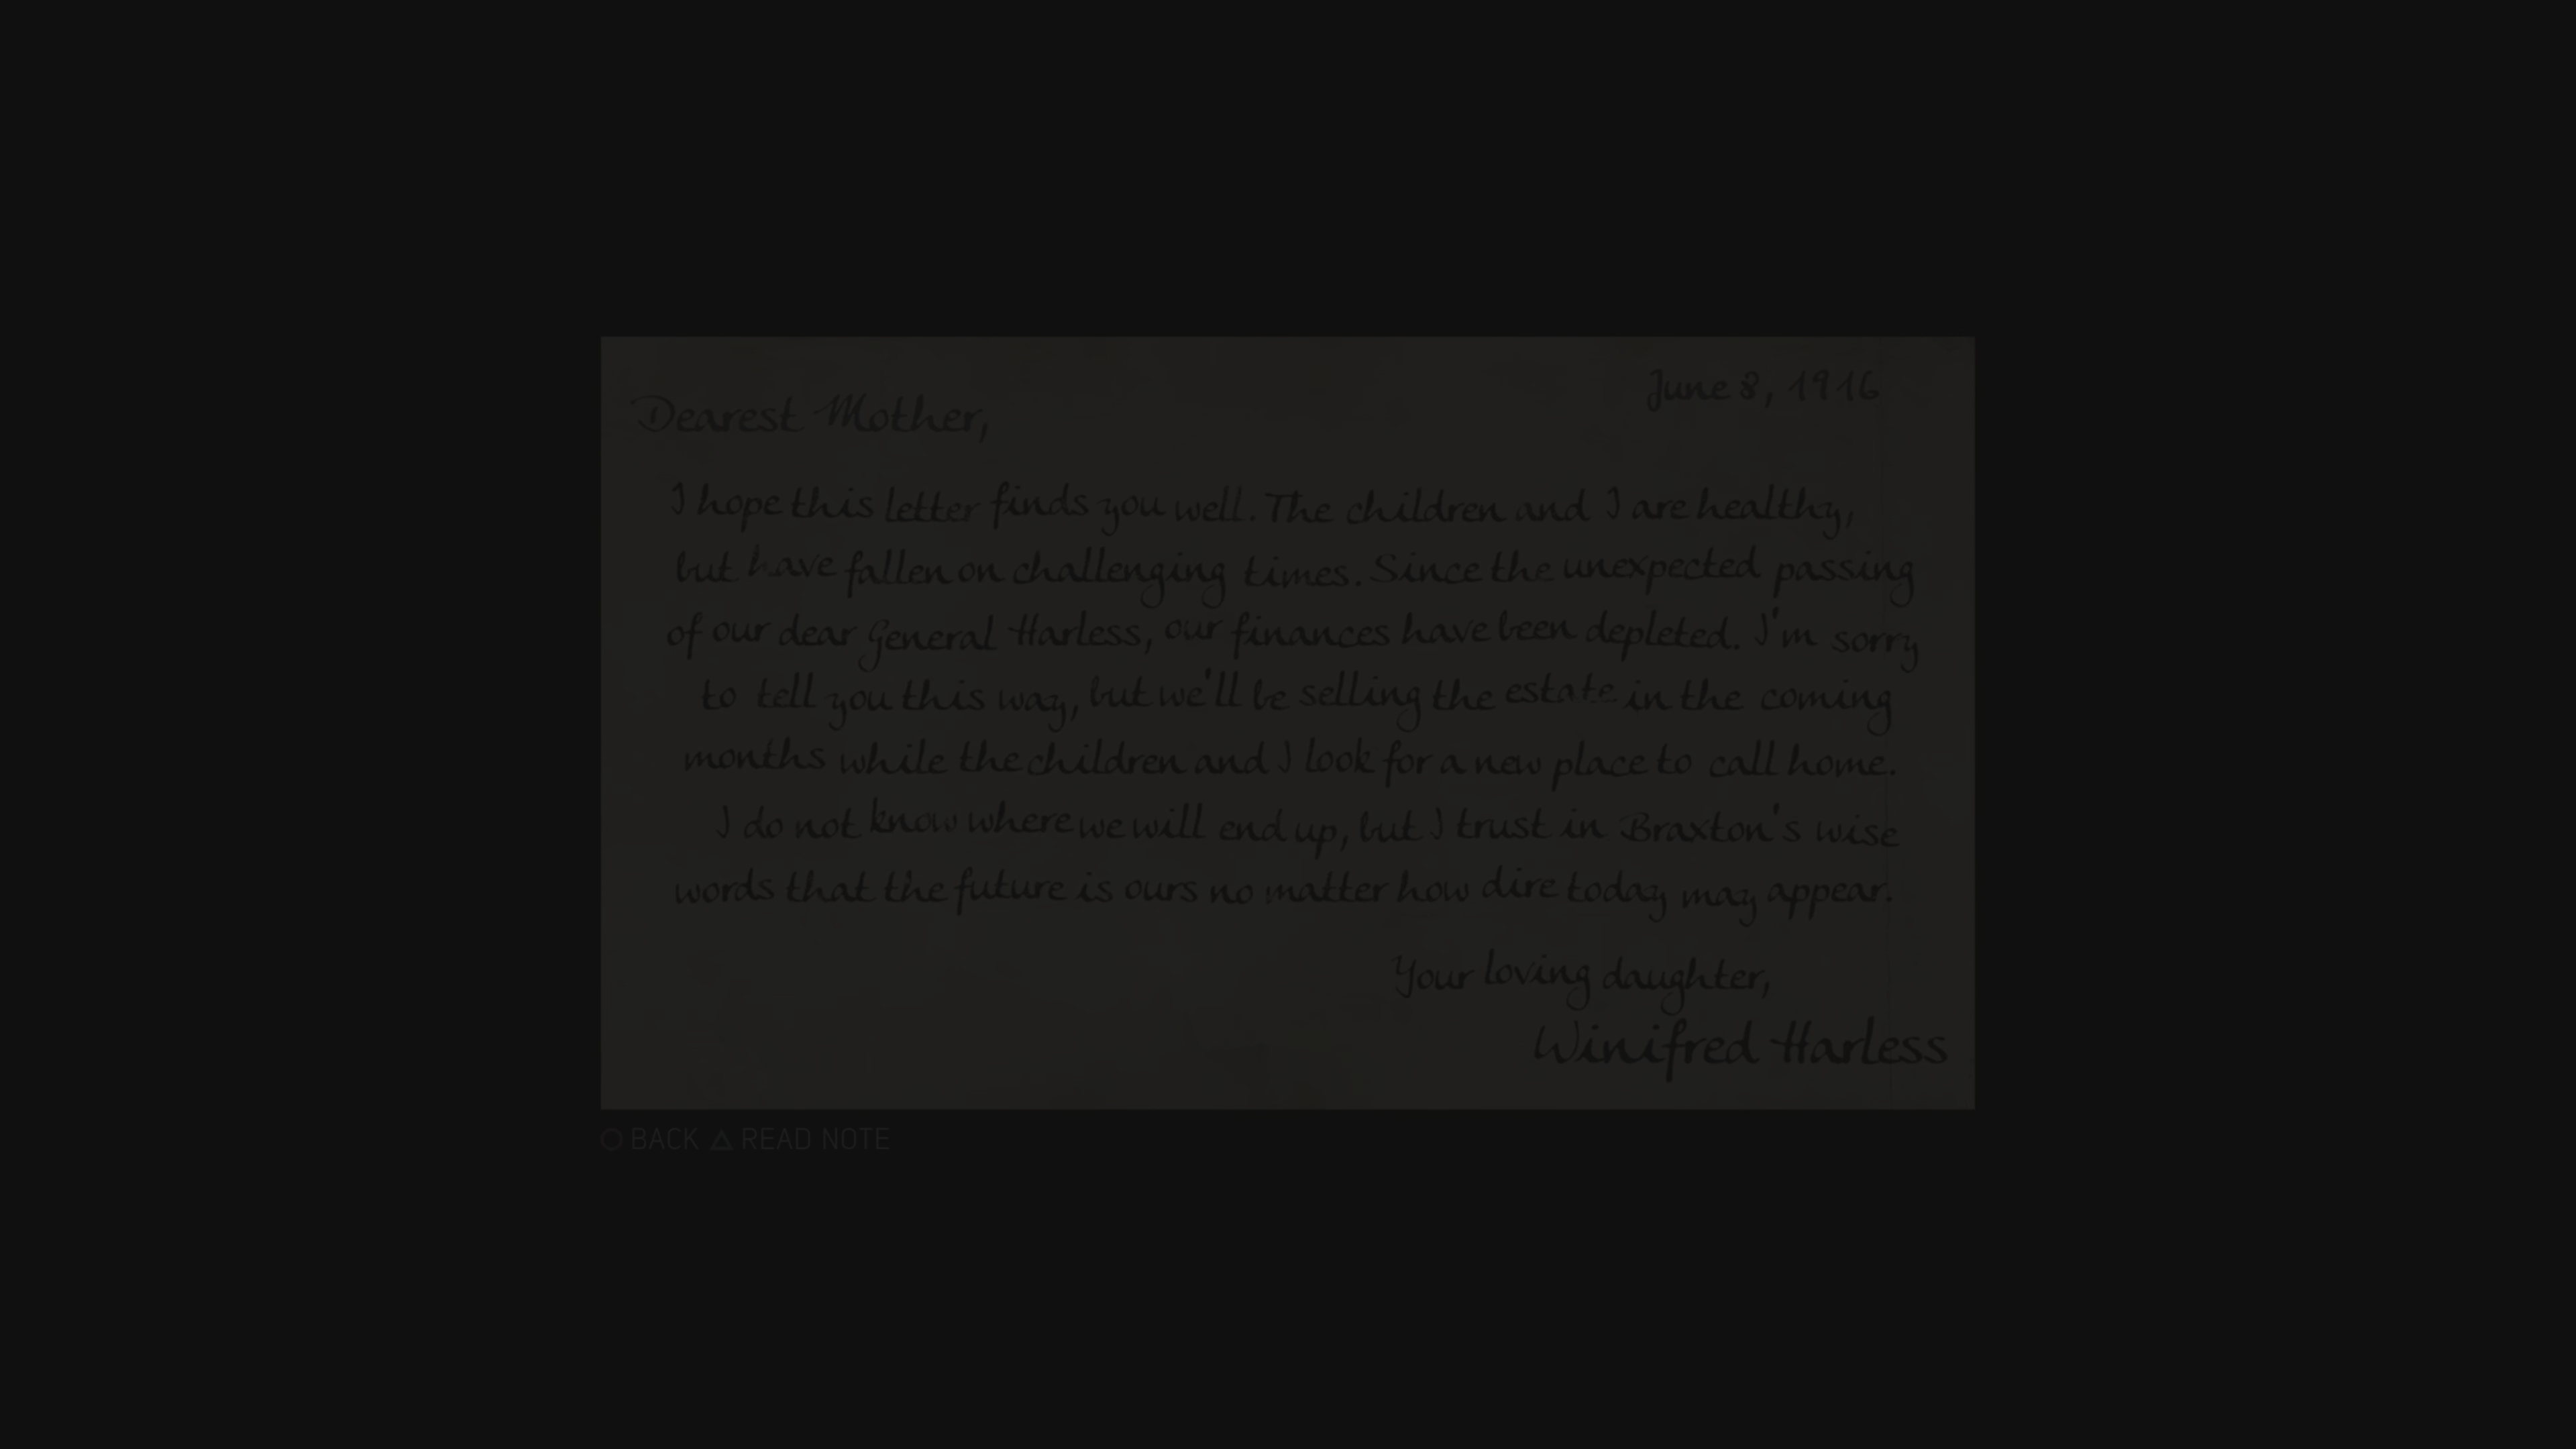 June 8, 1916
Dearest Mother,
I hope this letter finds you well. The children and I are healthy,
but have fallen on challenging times. Since the unexpected passing
of our dear General Harless, our finances have been depleted. I'm sorry
to tell you this way, but we'll be selling the estate in the coming
months while the children and I look for a new place to call home.
I do not know where we will end up, but I trust in Braxton's wise
words that the future is ours no matter how dire today may appear.
Your loving daughter,
Winifred Harless
BACK READ NOTE